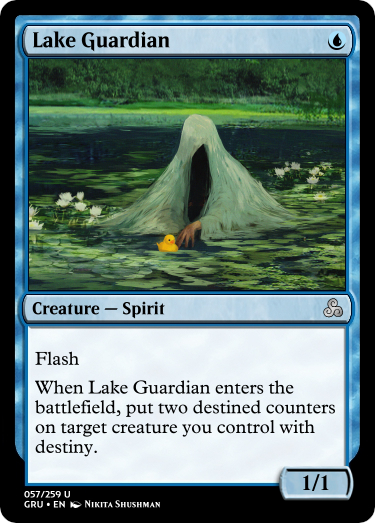 Lake Guardian
Creature — Spirit
Flash
When Lake Guardian enters the
battlefield, put two destined counters
on target creature you control with
destiny.
1/1
057/259 U
GRU • EN Nikita Shushman